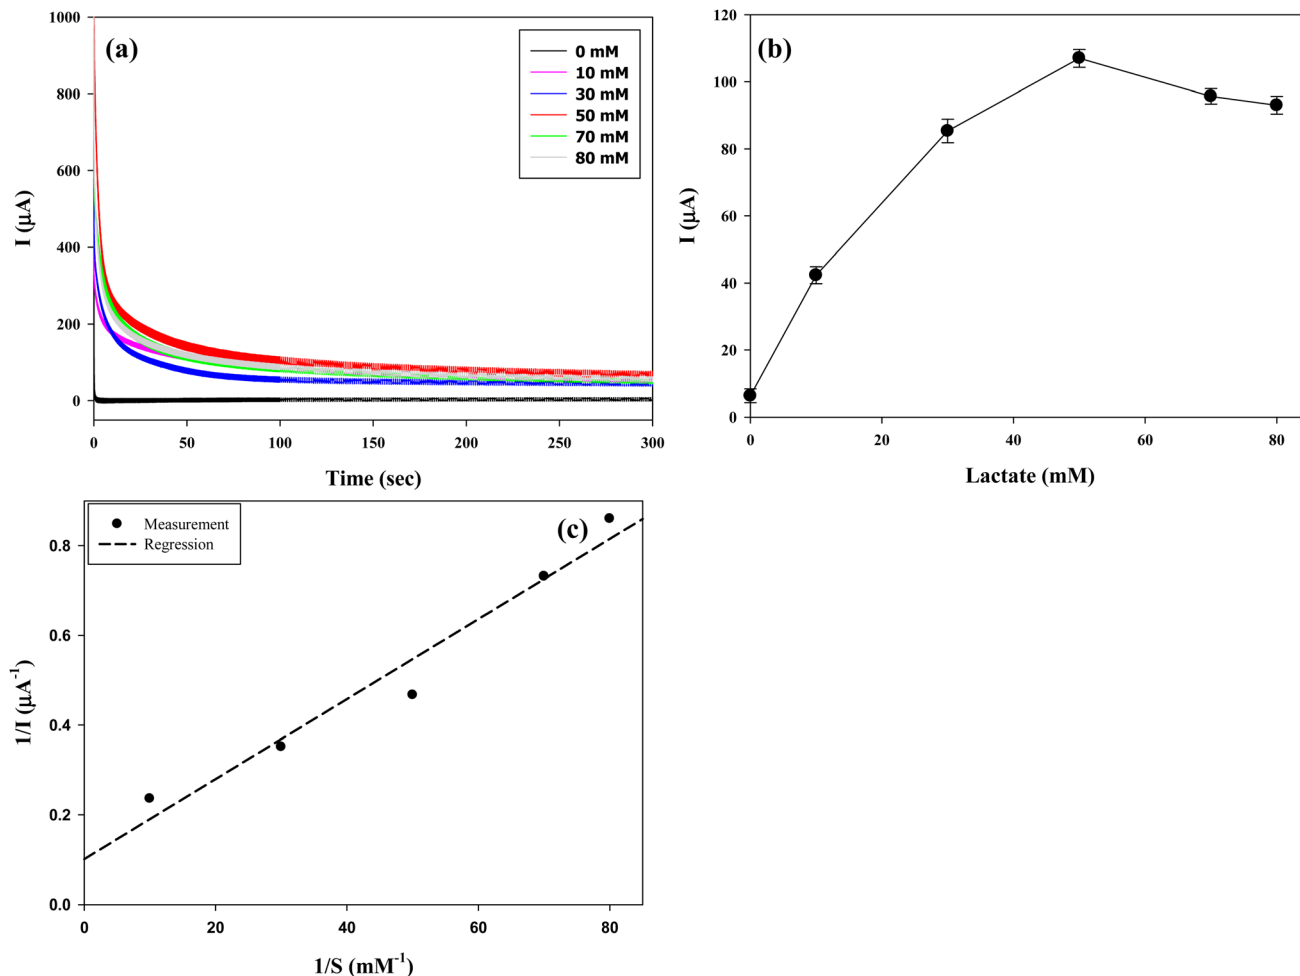 (a)
1000
800
600
400
200
0
I (μA)
0 50 100 150 200 250 300
Time (sec)
0 mM
10 mM
30 mM
50 mM
70 mM
80 mM
(b)
120
100
80
60
40
20
0
I (μA)
0 20 40 60 80
Lactate (mM)
(c)
Measurement
Regression
0.8
0.6
0.4
0.2
0.0
1/I (μA⁻¹)
0 20 40 60 80
1/S (mM⁻¹)